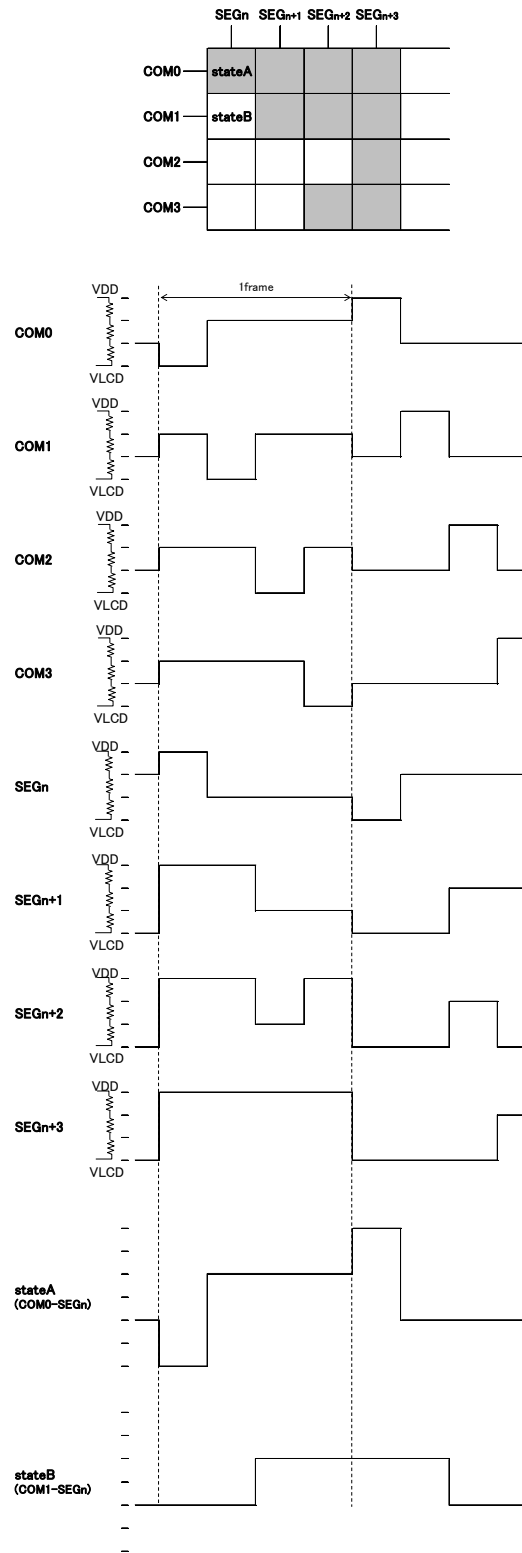 SEGn SEGn+1 SEGn+2 SEGn+3
COM0 stateA
COM1 stateB
COM2
COM3
VDD 1frame
COM0
VLCD
VDD
COM1
VLCD
VDD
COM2
VLCD
VDD
COM3
VLCD
VDD
SEGn
VLCD
VDD
SEGn+1
VLCD
VDD
SEGn+2
VLCD
VDD
SEGn+3
VLCD
stateA
(COM0-SEGn)
stateB
(COM1-SEGn)